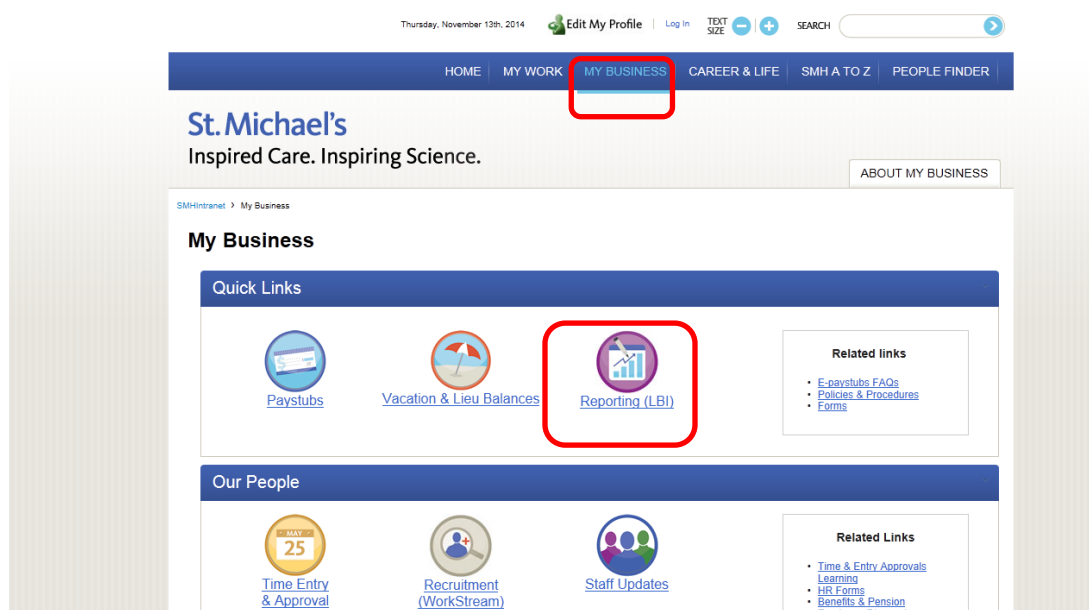 Thursday, November 13th, 2014 Edit My Profile Log In TEXT SIZE SEARCH
HOME MY WORK MY BUSINESS CAREER & LIFE SMH A TO Z PEOPLE FINDER
St. Michael's
Inspired Care. Inspiring Science.
ABOUT MY BUSINESS
SMHIntranet › My Business
My Business
Quick Links
Paystubs
Vacation & Lieu Balances
Reporting (LBI)
Related links
• E-paystubs FAQs
• Policies & Procedures
• Forms
Our People
MAY
25
Time Entry
& Approval
Recruitment
(WorkStream)
Staff Updates
Related Links
• Time & Entry Approvals
Learning
• HR Forms
• Benefits & Pension